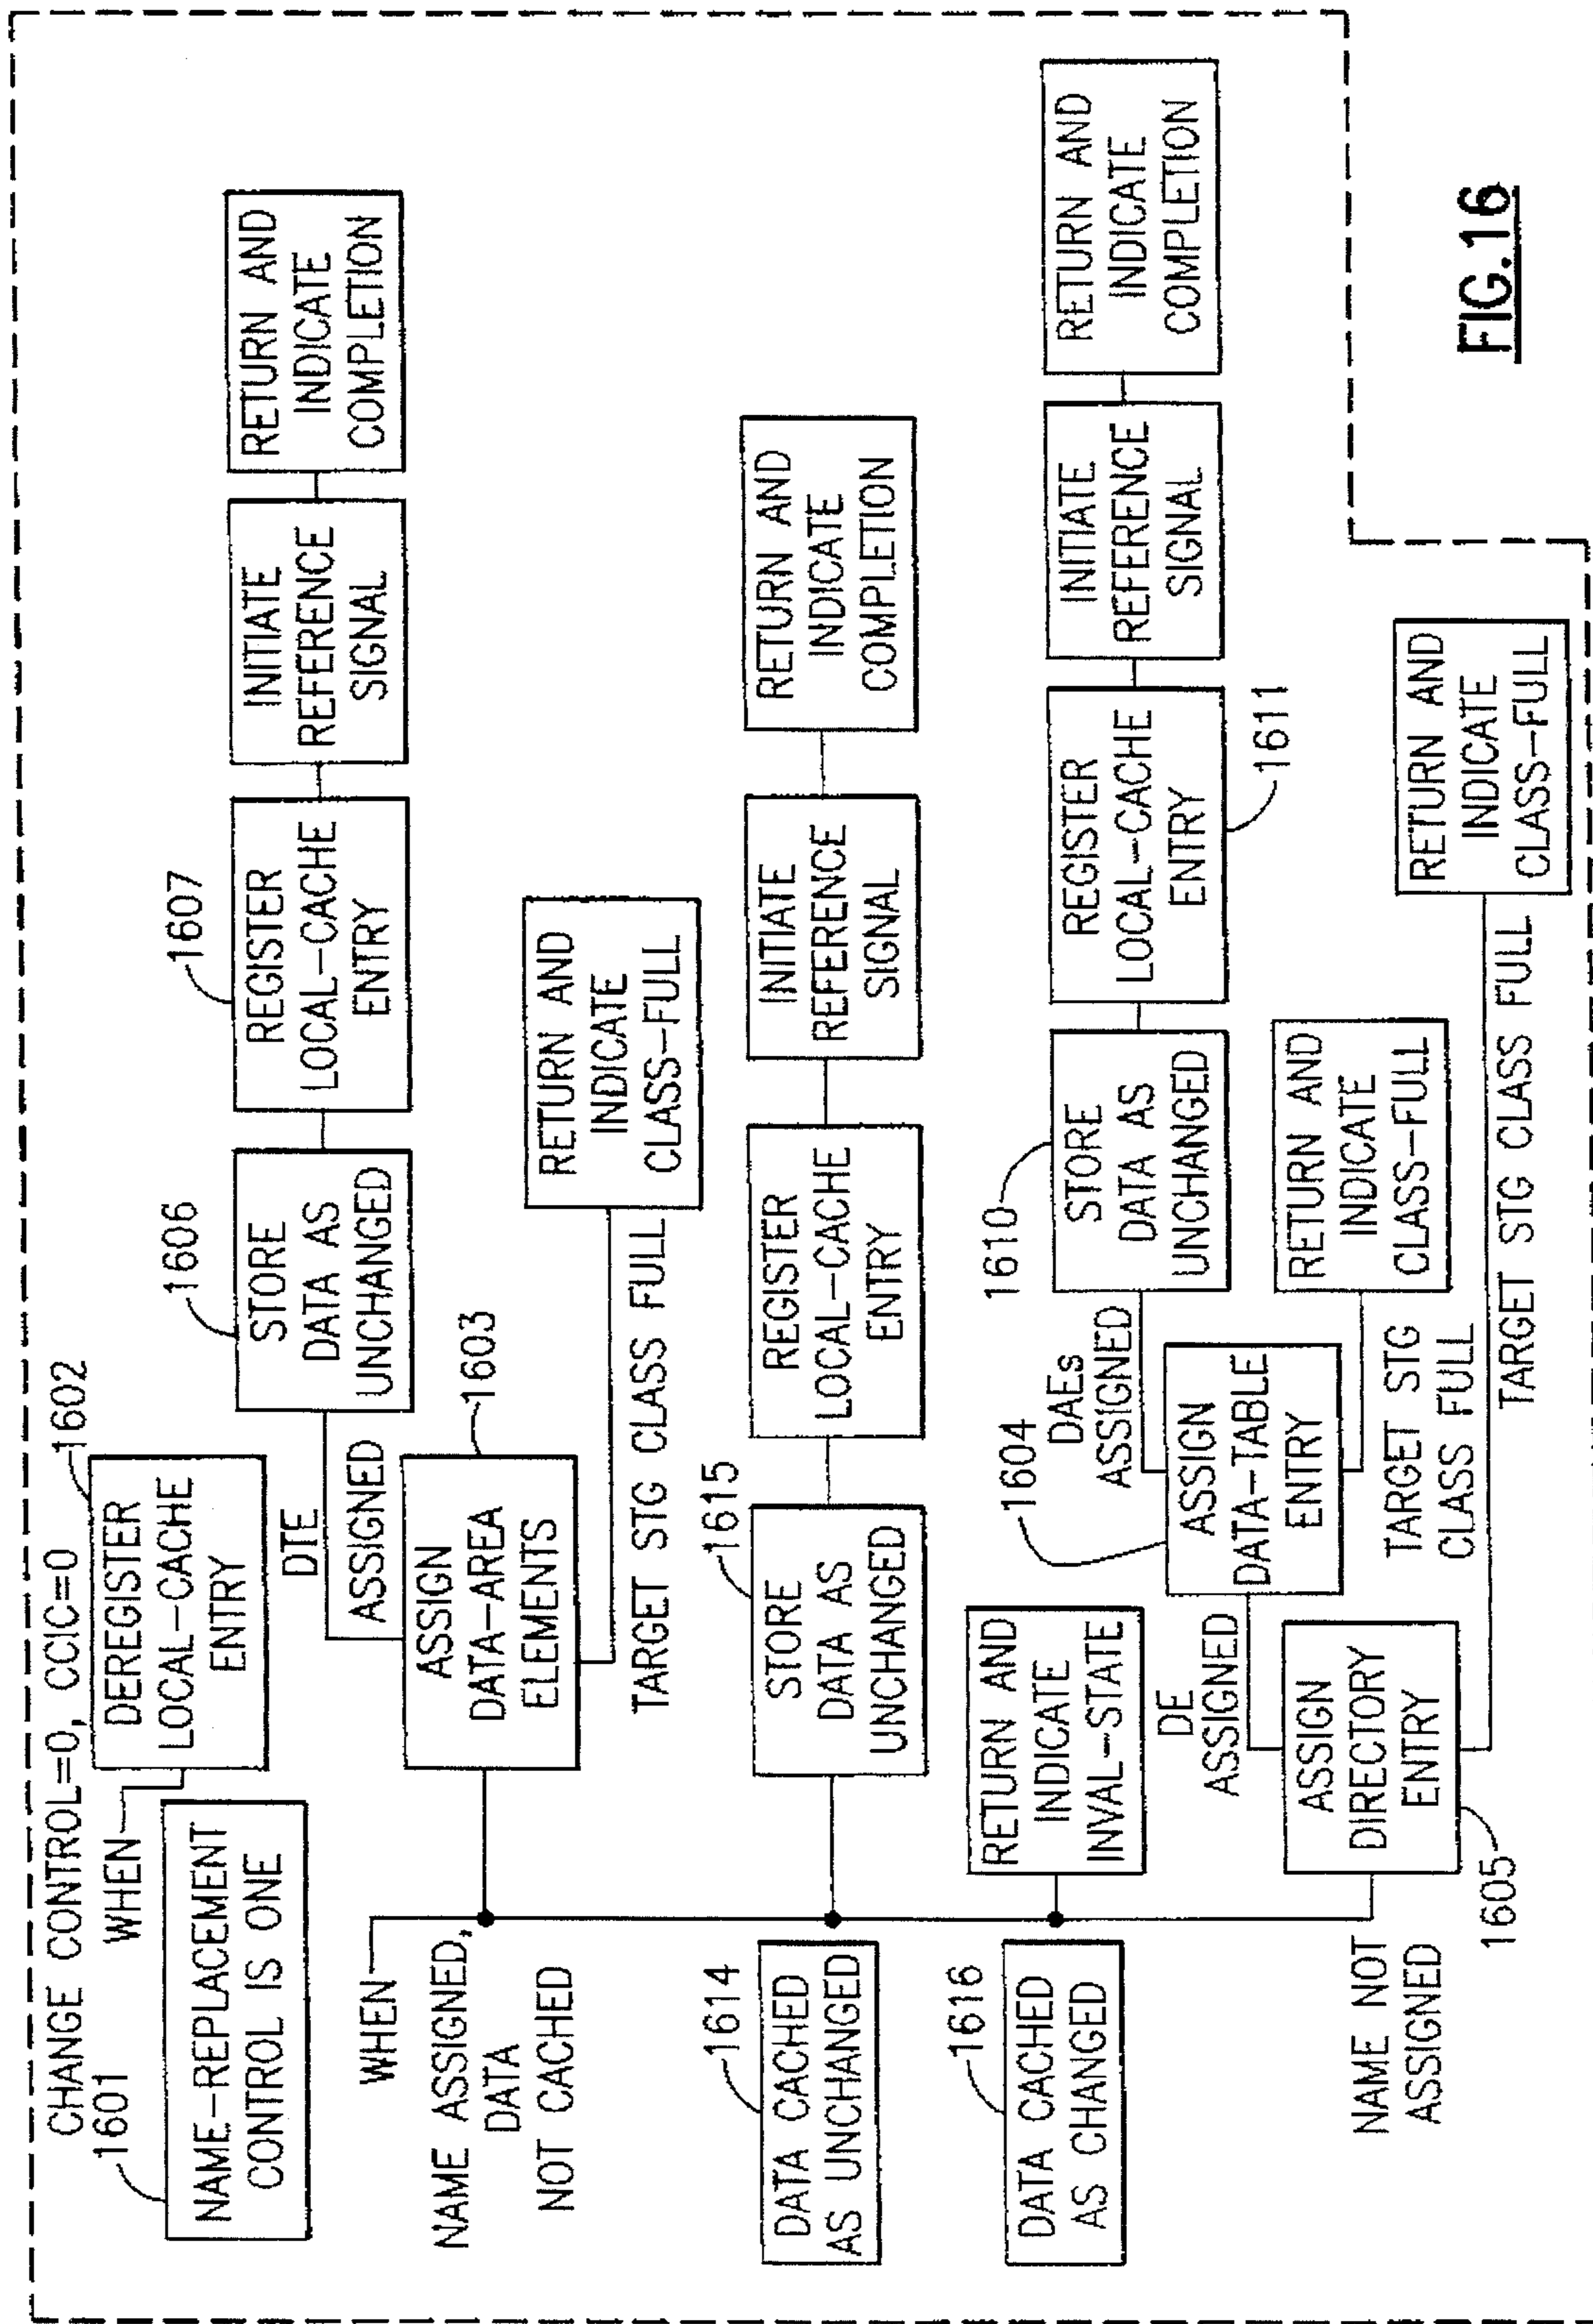 CHANGE CONTROL=0, CCIC=0
1601
NAME-REPLACEMENT
CONTROL IS ONE
WHEN
1602
DEREGISTER
LOCAL-CACHE
ENTRY
WHEN
NAME ASSIGNED,
DATA
NOT CACHED
ASSIGN
DATA-AREA
ELEMENTS
1603
DTE
ASSIGNED
1606
STORE
DATA AS
UNCHANGED
1607
REGISTER
LOCAL-CACHE
ENTRY
INITIATE
REFERENCE
SIGNAL
RETURN AND
INDICATE
COMPLETION
TARGET STG CLASS FULL
RETURN AND
INDICATE
CLASS-FULL
1614
DATA CACHED
AS UNCHANGED
1615
STORE
DATA AS
UNCHANGED
REGISTER
LOCAL-CACHE
ENTRY
INITIATE
REFERENCE
SIGNAL
RETURN AND
INDICATE
COMPLETION
1616
DATA CACHED
AS CHANGED
RETURN AND
INDICATE
INVAL-STATE
NAME NOT
ASSIGNED
1605
ASSIGN
DIRECTORY
ENTRY
DE
ASSIGNED
1604
ASSIGN
DATA-TABLE
ENTRY
DAEs
ASSIGNED
1610
STORE
DATA AS
UNCHANGED
REGISTER
LOCAL-CACHE
ENTRY
1611
INITIATE
REFERENCE
SIGNAL
RETURN AND
INDICATE
COMPLETION
TARGET STG
CLASS FULL
RETURN AND
INDICATE
CLASS-FULL
TARGET STG CLASS FULL
RETURN AND
INDICATE
CLASS-FULL
FIG.16